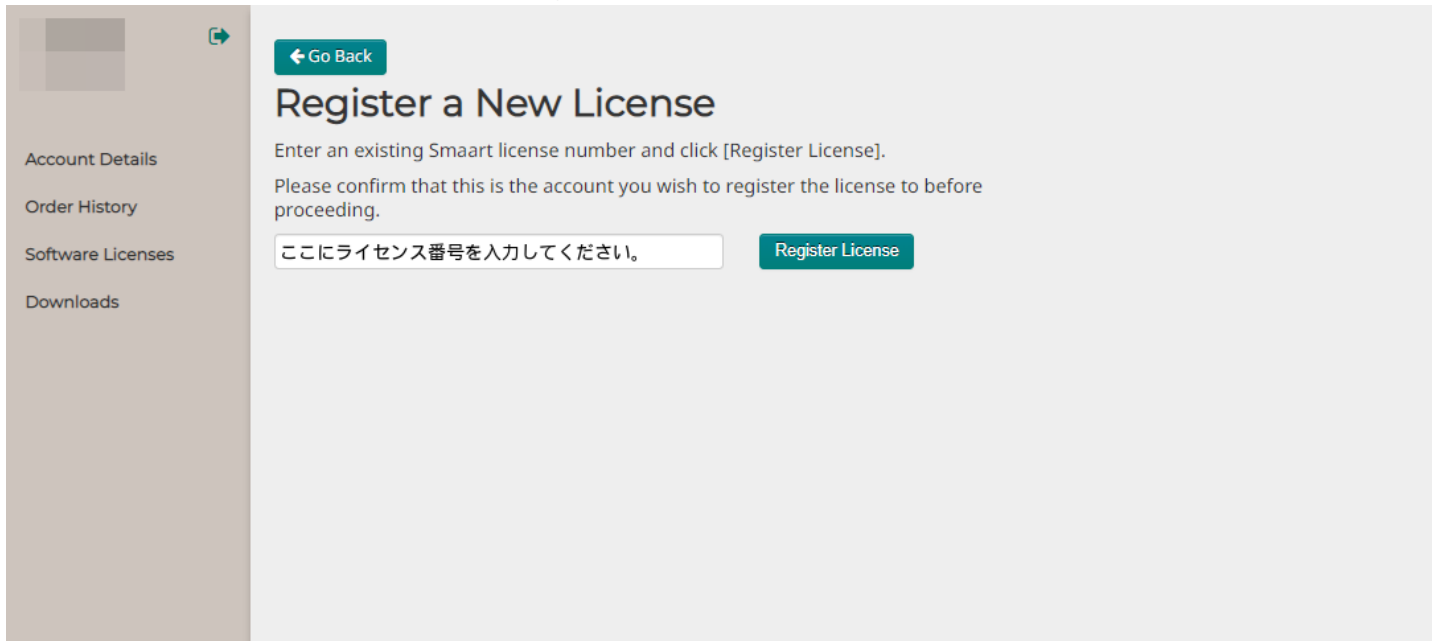 Go Back
Register a New License
Enter an existing Smaart license number and click [Register License].
Please confirm that this is the account you wish to register the license to before
proceeding.
ここにライセンス番号を入力してください。
Register License
Account Details
Order History
Software Licenses
Downloads